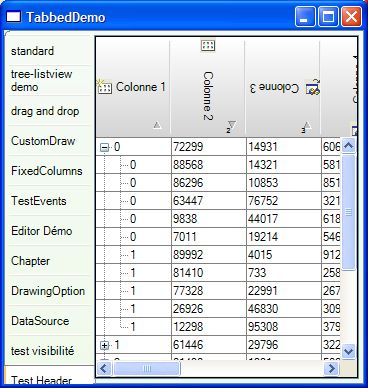 TabbedDemo
standard
tree-listview
demo
drag and drop
CustomDraw
FixedColumns
TestEvents
Editor Démo
Chapter
DrawingOption
DataSource
test visibilité
Test Header
Colonne 1 Colonne 2 Colonne 3
2 3
0 72299 14931 606
0 88568 14321 581
0 86296 10853 851
0 63447 76752 321
0 9838 44017 618
0 7011 19214 546
1 89992 4015 912
1 81410 733 258
1 77328 22991 267
1 26926 46830 309
1 12298 95308 379
1 61446 29796 322